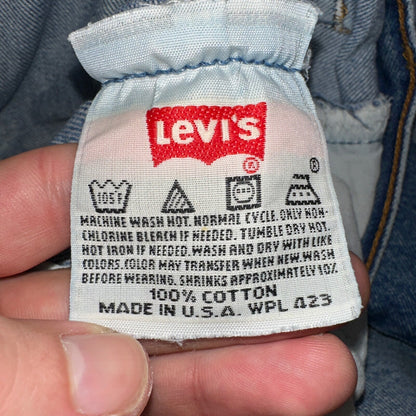 Levi's
®
®
105F
MACHINE WASH HOT. NORMAL CYCLE. ONLY NON-
CHLORINE BLEACH IF NEEDED. TUMBLE DRY HOT.
HOT IRON IF NEEDED. WASH AND DRY WITH LIKE
COLORS. COLOR MAY TRANSFER WHEN NEW. WASH
BEFORE WEARING. SHRINKS APPROXIMATELY 10%
100% COTTON
MADE IN U.S.A. WPL 423